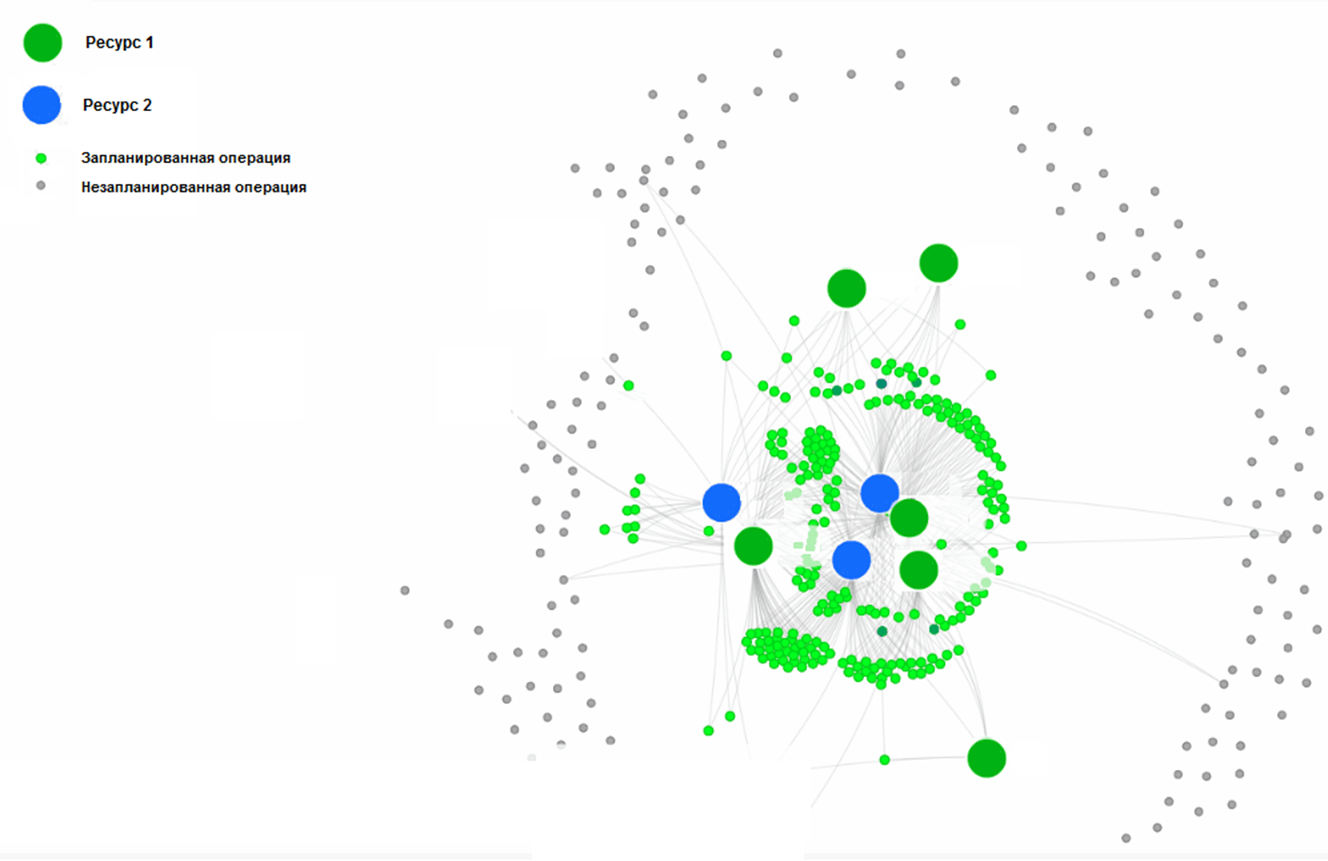 Ресурс 1
Ресурс 2
Запланированная операция
Незапланированная операция